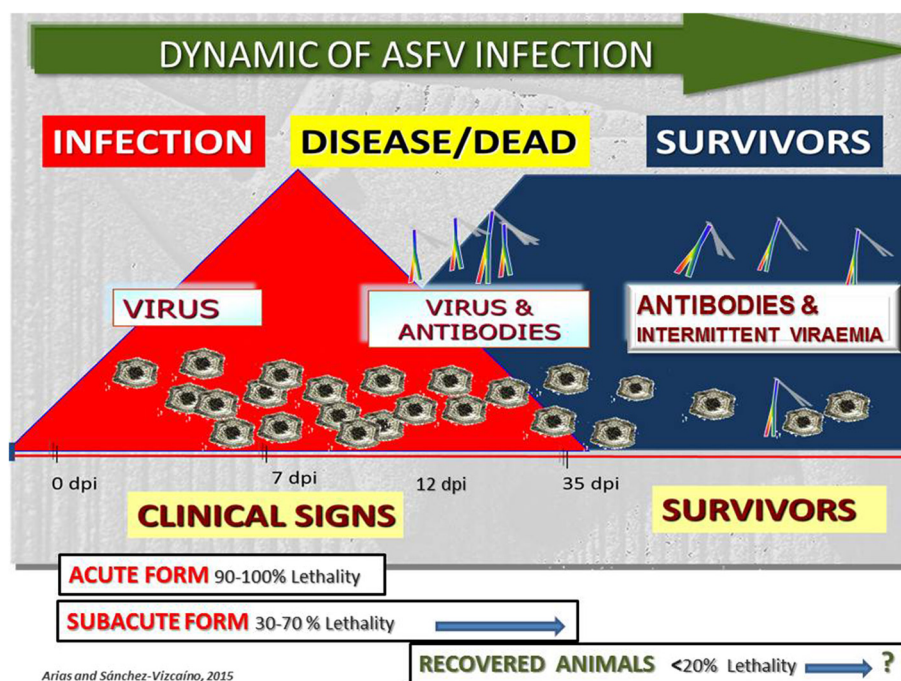 DYNAMIC OF ASFV INFECTION
INFECTION
DISEASE/DEAD
SURVIVORS
VIRUS
VIRUS &
ANTIBODIES
ANTIBODIES &
INTERMITTENT VIRAEMIA
0 dpi
7 dpi
12 dpi
35 dpi
CLINICAL SIGNS
SURVIVORS
ACUTE FORM 90-100% Lethality
SUBACUTE FORM 30-70 % Lethality
RECOVERED ANIMALS <20% Lethality ?
Arias and Sánchez-Vizcaíno, 2015